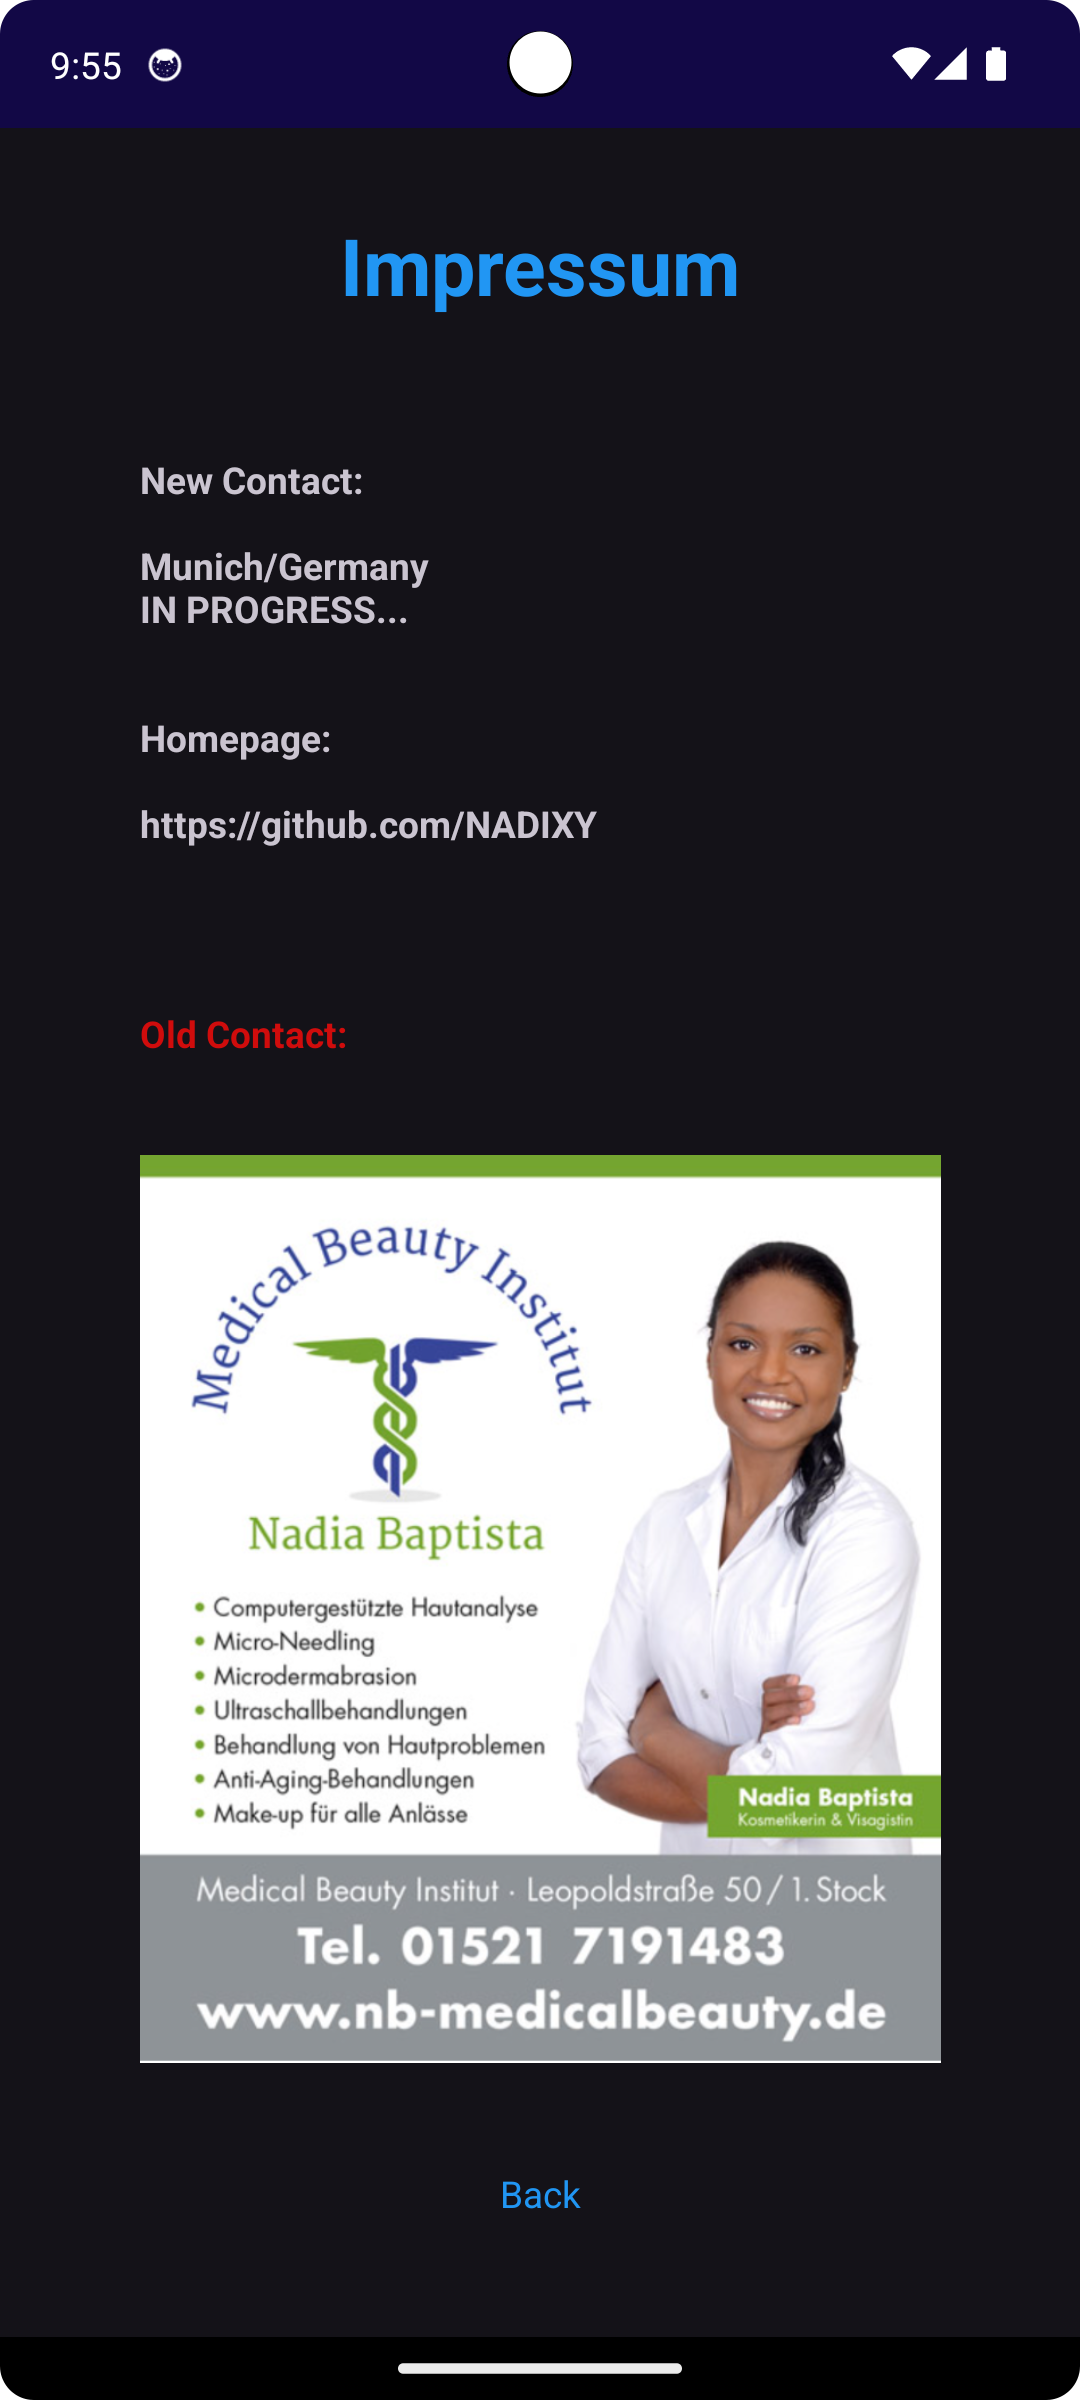 9:55
Impressum
New Contact:
Munich/Germany
IN PROGRESS...
Homepage:
https://github.com/NADIXY
Old Contact:
Medical Beauty Institut
Nadia Baptista
• Computergestützte Hautanalyse
• Micro-Needling
• Microdermabrasion
• Ultraschallbehandlungen
• Behandlung von Hautproblemen
• Anti-Aging-Behandlungen
• Make-up für alle Anlässe
Nadia Baptista
Kosmetikerin & Visagistin
Medical Beauty Institut · Leopoldstraße 50 / 1. Stock
Tel. 01521 7191483
www.nb-medicalbeauty.de
Back